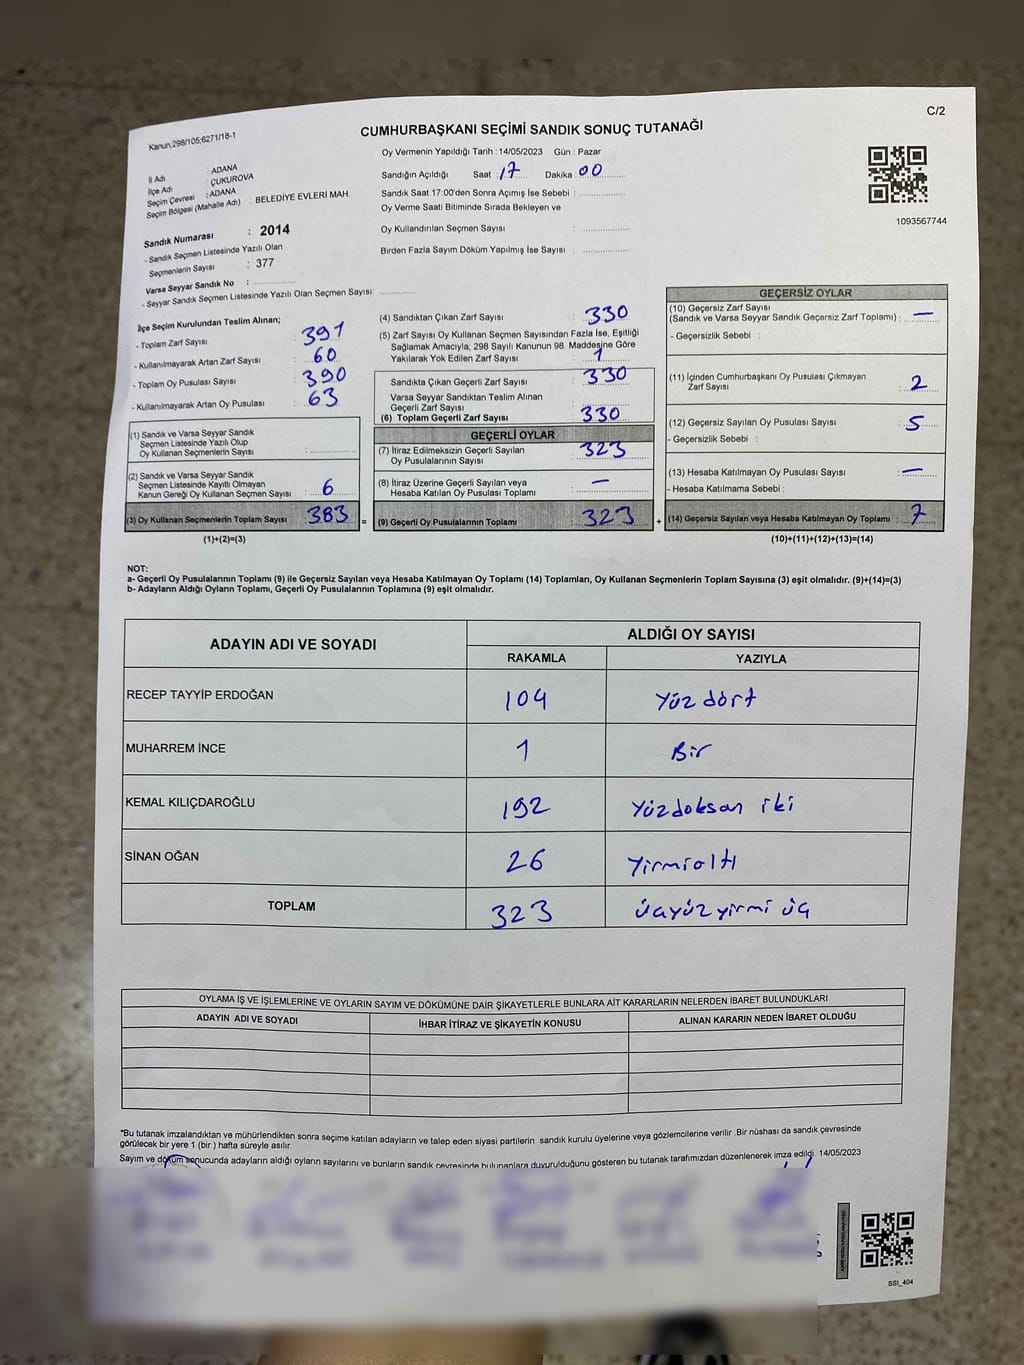 C/2
Kanun;298/105;6271/16-1
CUMHURBAŞKANI SEÇİMİ SANDIK SONUÇ TUTANAĞI
İl Adı : ADANA
İlçe Adı : ÇUKUROVA
Seçim Çevresi : ADANA
Seçim Bölgesi (Mahalle Adı) : BELEDİYE EVLERİ MAH.
Sandık Numarası : 2014
- Sandık Seçmen Listesinde Yazılı Olan
Seçmenlerin Sayısı : 377
Varsa Seyyar Sandık No :
- Seyyar Sandık Seçmen Listesinde Yazılı Olan Seçmen Sayısı:
Oy Vermenin Yapıldığı Tarih :14/05/2023 Gün : Pazar
Sandığın Açıldığı Saat 17 Dakika 00
Sandık Saat 17:00'den Sonra Açımış İse Sebebi :
Oy Verme Saati Bitiminde Sırada Bekleyen ve
Oy Kullandırılan Seçmen Sayısı :
Birden Fazla Sayım Döküm Yapılmış İse Sayısı :
1093567744
İlçe Seçim Kurulundan Teslim Alınan;
- Toplam Zarf Sayısı : 391
- Kullanılmayarak Artan Zarf Sayısı : 60
- Toplam Oy Pusulası Sayısı : 390
- Kullanılmayarak Artan Oy Pusulası : 63
(1) Sandık ve Varsa Seyyar Sandık
Seçmen Listesinde Yazılı Olup
Oy Kullanan Seçmenlerin Sayısı :
(2) Sandık ve Varsa Seyyar Sandık
Seçmen Listesinde Kayıtlı Olmayan
Kanun Gereği Oy Kullanan Seçmen Sayısı : 6
(3) Oy Kullanan Seçmenlerin Toplam Sayısı : 383 =
(1)+(2)=(3)
(4) Sandıktan Çıkan Zarf Sayısı : 330
(5) Zarf Sayısı Oy Kullanan Seçmen Sayısından Fazla İse, Eşitliği
Sağlamak Amacıyla, 298 Sayılı Kanunun 98. Maddesine Göre
Yakılarak Yok Edilen Zarf Sayısı : 1
Sandıkta Çıkan Geçerli Zarf Sayısı : 330
Varsa Seyyar Sandıktan Teslim Alınan
Geçerli Zarf Sayısı :
(6) Toplam Geçerli Zarf Sayısı : 330
GEÇERLİ OYLAR
(7) İtiraz Edilmeksizin Geçerli Sayılan
Oy Pusulalarının Sayısı : 323
(8) İtiraz Üzerine Geçerli Sayılan veya
Hesaba Katılan Oy Pusulası Toplamı : —
(9) Geçerli Oy Pusulalarının Toplamı : 323 +
GEÇERSİZ OYLAR
(10) Geçersiz Zarf Sayısı
(Sandık ve Varsa Seyyar Sandık Geçersiz Zarf Toplamı) : —
- Geçersizlik Sebebi :
(11) İçinden Cumhurbaşkanı Oy Pusulası Çıkmayan
Zarf Sayısı : 2
(12) Geçersiz Sayılan Oy Pusulası Sayısı : 5
- Geçersizlik Sebebi :
(13) Hesaba Katılmayan Oy Pusulası Sayısı : —
- Hesaba Katılmama Sebebi :
(14) Geçersiz Sayılan veya Hesaba Katılmayan Oy Toplamı : 7
(10)+(11)+(12)+(13)=(14)
NOT:
a- Geçerli Oy Pusulalarının Toplamı (9) ile Geçersiz Sayılan veya Hesaba Katılmayan Oy Toplamı (14) Toplamları, Oy Kullanan Seçmenlerin Toplam Sayısına (3) eşit olmalıdır. (9)+(14)=(3)
b- Adayların Aldığı Oyların Toplamı, Geçerli Oy Pusulalarının Toplamına (9) eşit olmalıdır.
ADAYIN ADI VE SOYADI ALDIĞI OY SAYISI
RAKAMLA YAZIYLA
RECEP TAYYİP ERDOĞAN 104 Yüz dört
MUHARREM İNCE 1 Bir
KEMAL KILIÇDAROĞLU 192 Yüzdoksan iki
SİNAN OĞAN 26 Yirmialtı
TOPLAM 323 üçyüzyirmi üç
OYLAMA İŞ VE İŞLEMLERİNE VE OYLARIN SAYIM VE DÖKÜMÜNE DAİR ŞİKAYETLERLE BUNLARA AİT KARARLARIN NELERDEN İBARET BULUNDUKLARI
ADAYIN ADI VE SOYADI İHBAR İTİRAZ VE ŞİKAYETİN KONUSU ALINAN KARARIN NEDEN İBARET OLDUĞU
*Bu tutanak imzalandıktan ve mühürlendikten sonra seçime katılan adayların ve talep eden siyasi partilerin sandık kurulu üyelerine veya gözlemcilerine verilir .Bir nüshası da sandık çevresinde
görülecek bir yere 1 (bir ) hafta süreyle asılır.
Sayım ve döküm sonucunda adayların aldığı oyların sayılarını ve bunların sandık çevresinde bulunanlara duyurulduğunu gösteren bu tutanak tarafımızdan düzenlenerek imza edildi. 14/05/2023
SSI_404